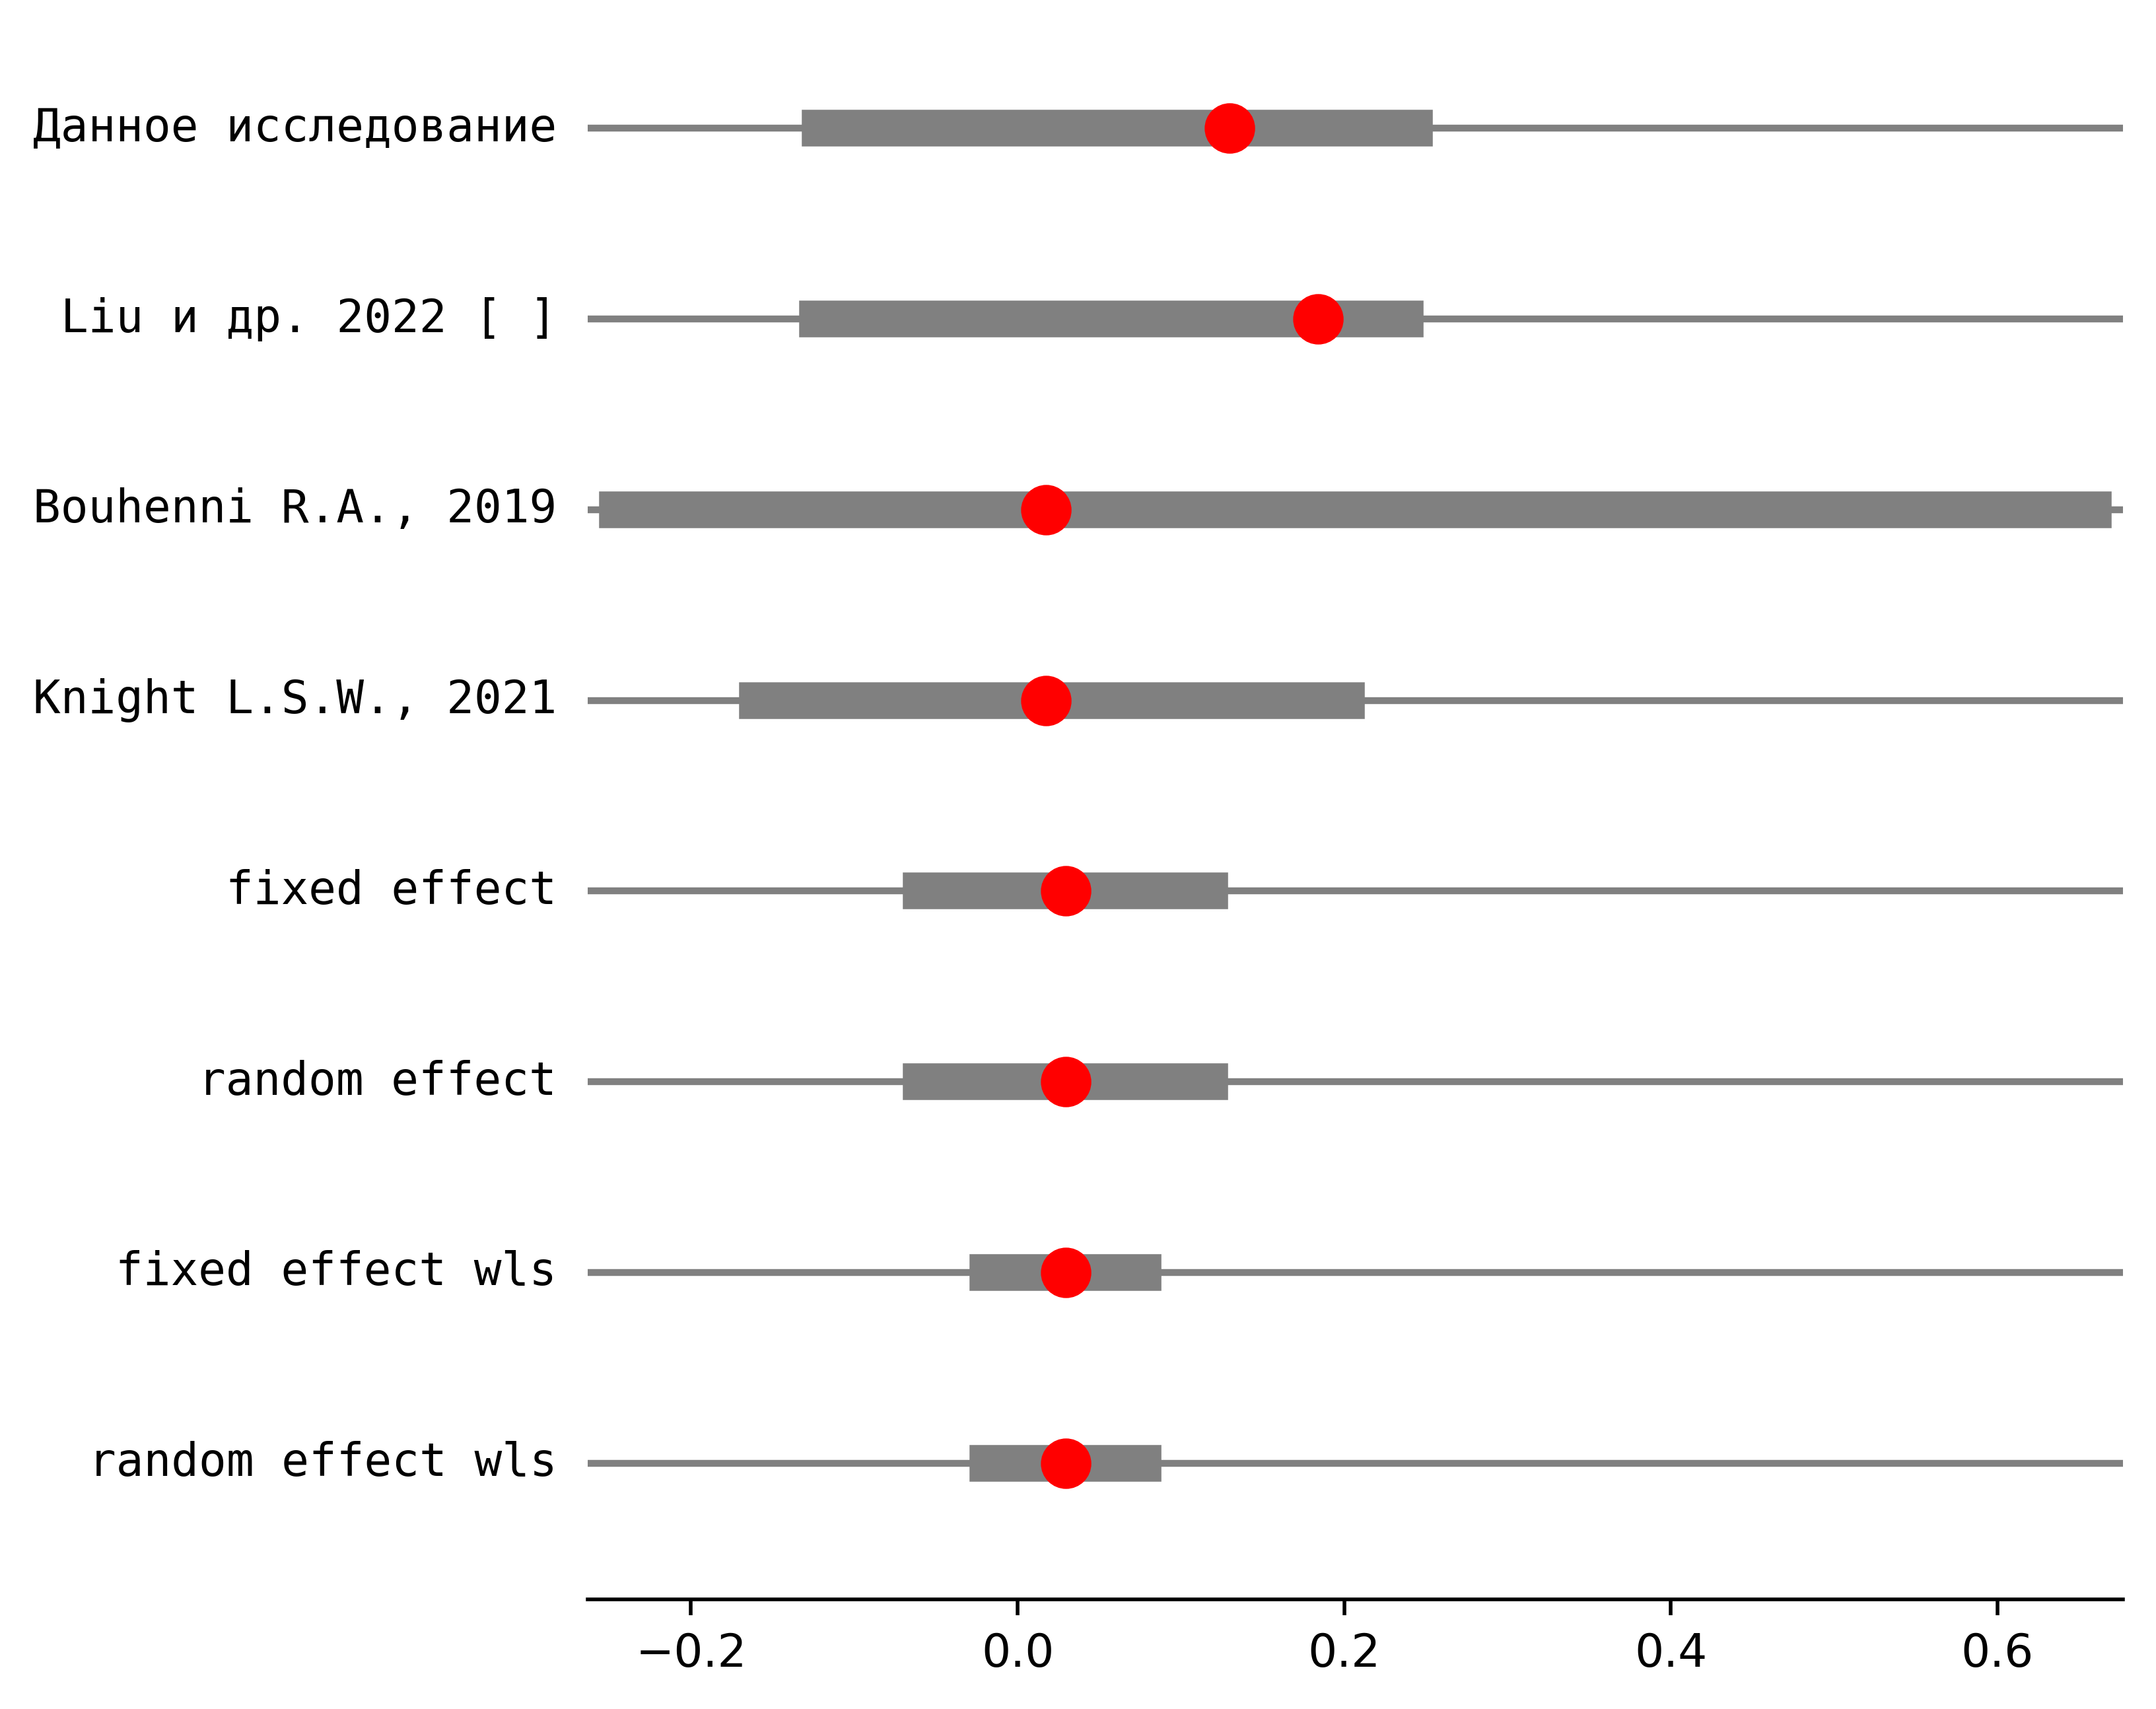 Данное исследование
Liu и др. 2022 [ ]
Bouhenni R.A., 2019
Knight L.S.W., 2021
fixed effect
random effect
fixed effect wls
random effect wls
−0.2 0.0 0.2 0.4 0.6